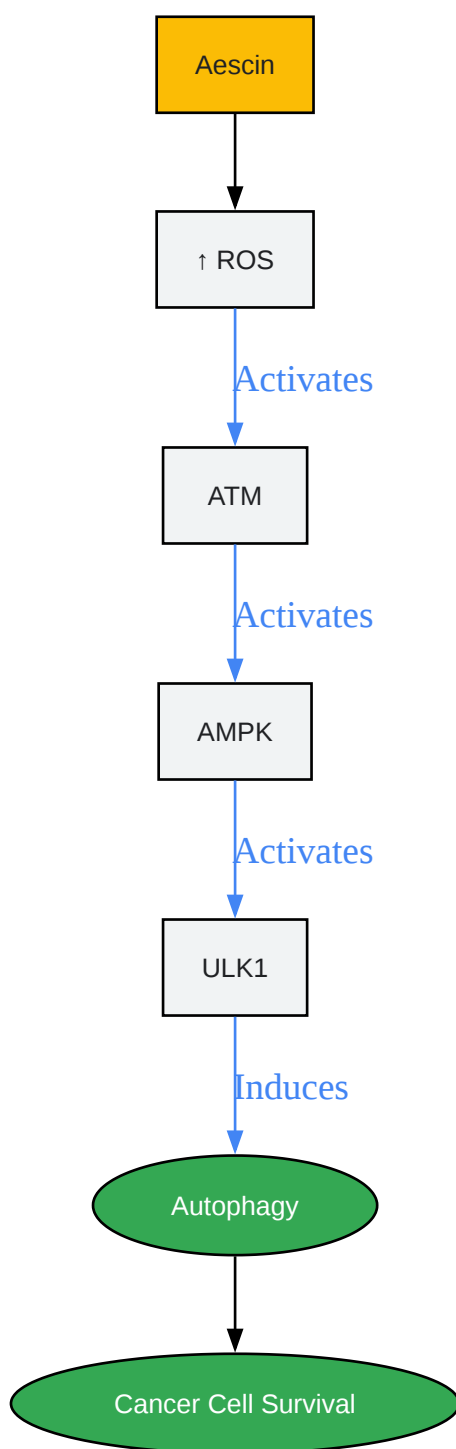 Aescin
↑ ROS
Activates
ATM
Activates
AMPK
Activates
ULK1
Induces
Autophagy
Cancer Cell Survival